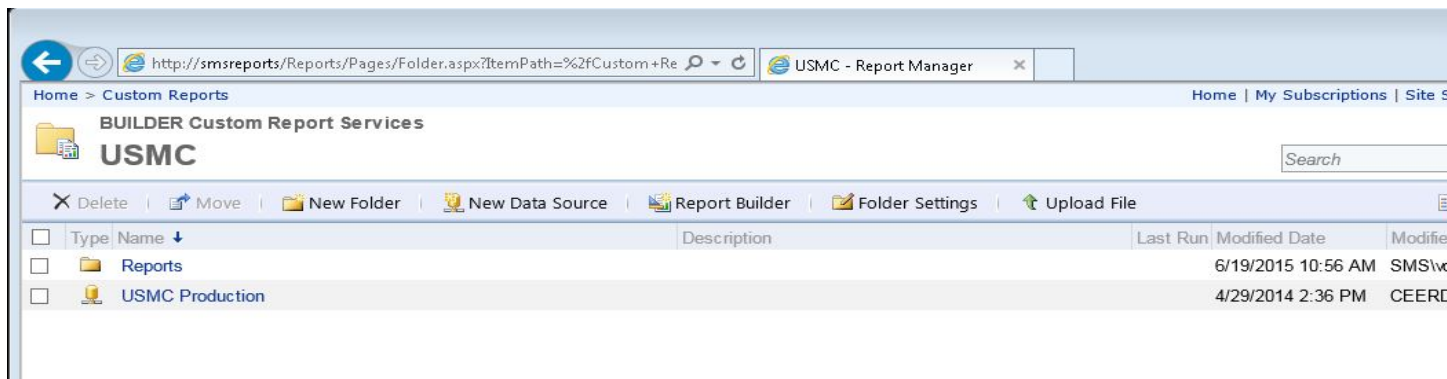 http://smsreports/Reports/Pages/Folder.aspx?ItemPath=%2fCustom+Re USMC - Report Manager
Home > Custom Reports Home | My Subscriptions | Site S
BUILDER Custom Report Services
USMC
Search
Delete Move New Folder New Data Source Report Builder Folder Settings Upload File
Type Name Description Last Run Modified Date Modifie
Reports 6/19/2015 10:56 AM SMS\
USMC Production 4/29/2014 2:36 PM CEERD